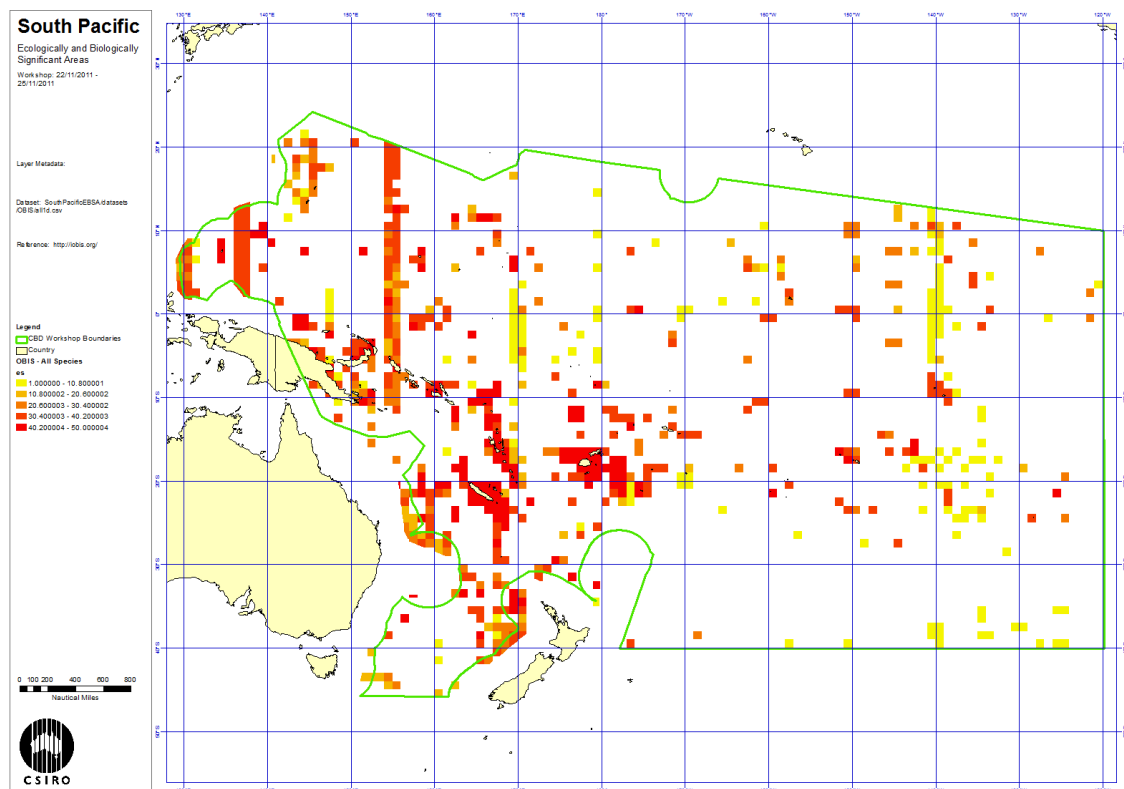 South Pacific
Ecologically and Biologically
Significant Areas
Workshop: 22/11/2011 -
25/11/2011
Layer Metadata:
Dataset: SouthPacificEBSA/datasets
/OBIS/all1d.csv
Reference: http://iobis.org/
Legend
CBD Workshop Boundaries
Country
OBIS - All Species
es
1.000000 - 10.800001
10.800002 - 20.600002
20.600003 - 30.400002
30.400003 - 40.200003
40.200004 - 50.000004
0 100 200 400 600 800
Nautical Miles
CSIRO
130°E 140°E 150°E 160°E 170°E 180° 170°W 160°W 150°W 140°W 130°W 120°W